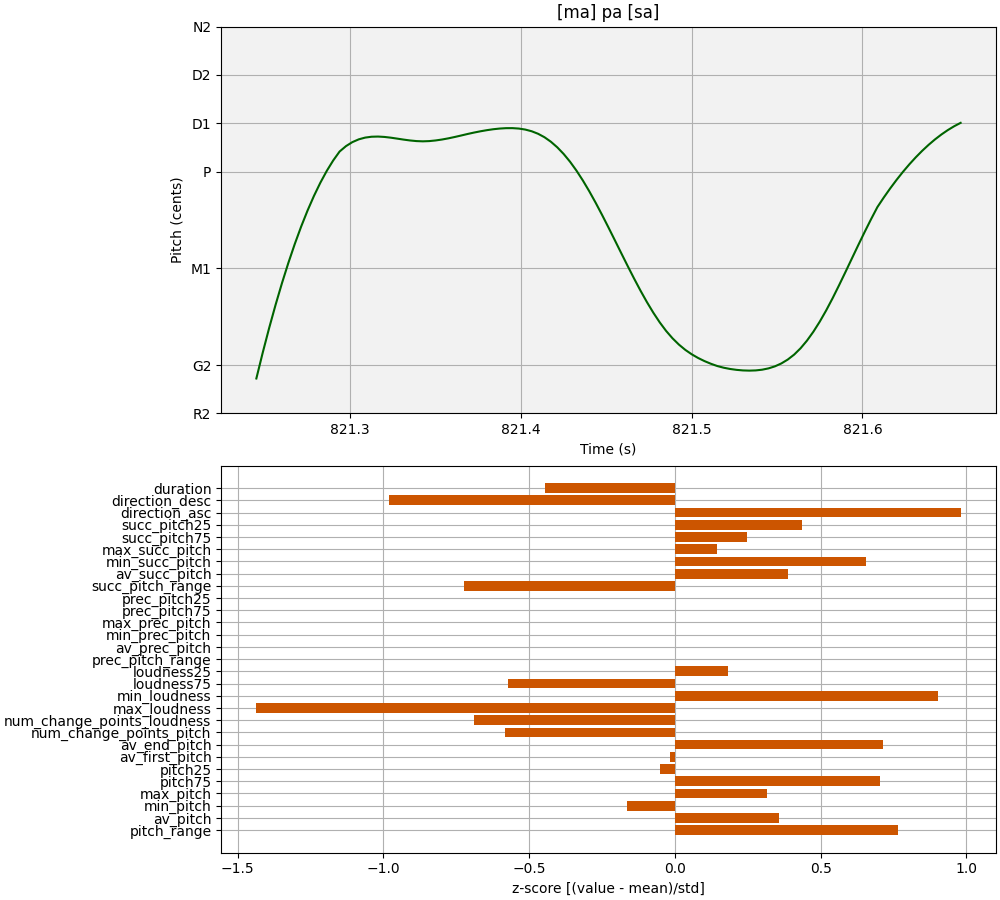 [ma] pa [sa]
N2
D2
D1
P
M1
G2
R2
Pitch (cents)
821.3 821.4 821.5 821.6
Time (s)
duration
direction_desc
direction_asc
succ_pitch25
succ_pitch75
max_succ_pitch
min_succ_pitch
av_succ_pitch
succ_pitch_range
prec_pitch25
prec_pitch75
max_prec_pitch
min_prec_pitch
av_prec_pitch
prec_pitch_range
loudness25
loudness75
min_loudness
max_loudness
num_change_points_loudness
num_change_points_pitch
av_end_pitch
av_first_pitch
pitch25
pitch75
max_pitch
min_pitch
av_pitch
pitch_range
−1.5 −1.0 −0.5 0.0 0.5 1.0
z-score [(value - mean)/std]